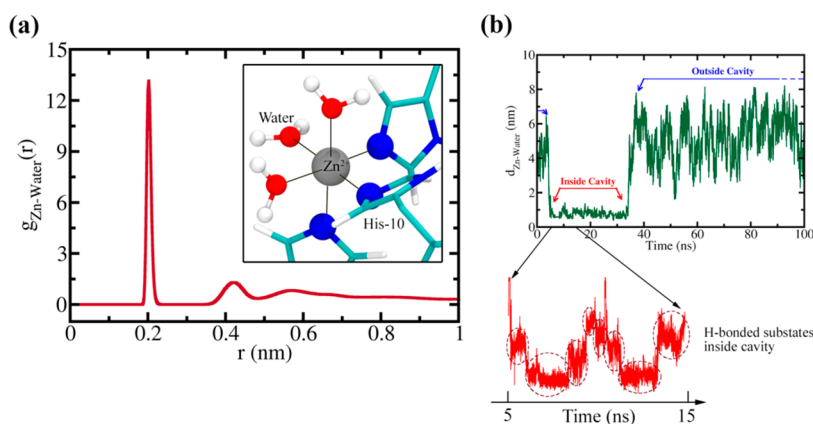 (a)
15
12
9
6
3
0
g_Zn-Water(r)
0
0.2
0.4
0.6
0.8
1
r (nm)
Water
Zn²
His-10
(b)
10
8
6
4
2
0
d_Zn-Water (nm)
Outside Cavity
Inside Cavity
0
20
40
60
80
100
Time (ns)
H-bonded substates
inside cavity
5
Time (ns)
15